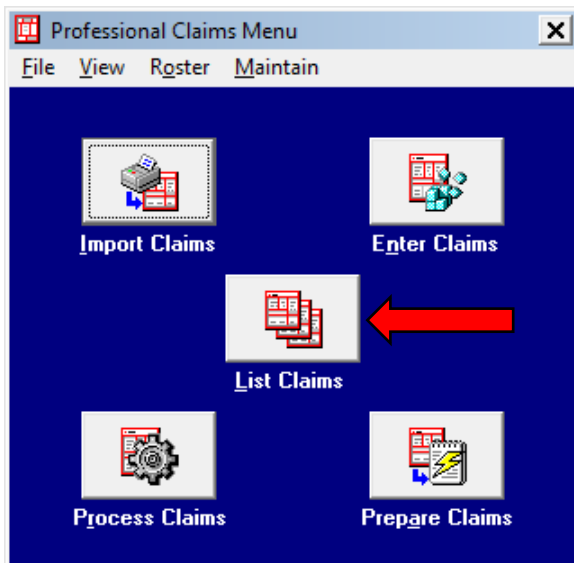 Professional Claims Menu
File View Roster Maintain
Import Claims
Enter Claims
List Claims
Process Claims
Prepare Claims